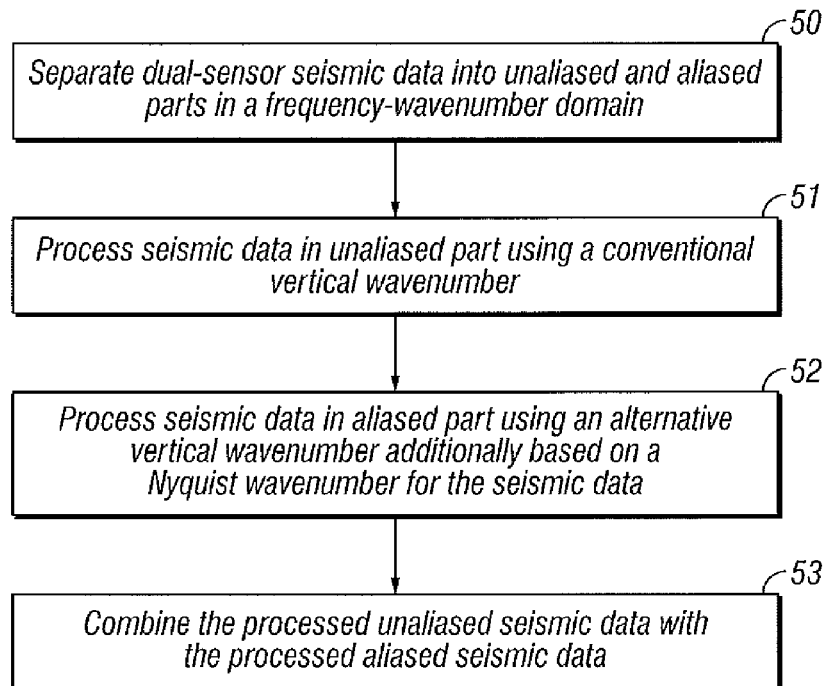 50
Separate dual-sensor seismic data into unaliased and aliased
parts in a frequency-wavenumber domain
51
Process seismic data in unaliased part using a conventional
vertical wavenumber
52
Process seismic data in aliased part using an alternative
vertical wavenumber additionally based on a
Nyquist wavenumber for the seismic data
53
Combine the processed unaliased seismic data with
the processed aliased seismic data